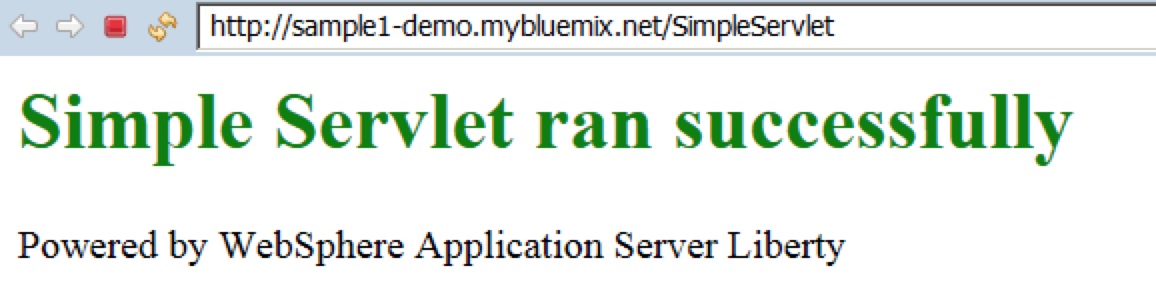 http://sample1-demo.mybluemix.net/SimpleServlet
Simple Servlet ran successfully
Powered by WebSphere Application Server Liberty